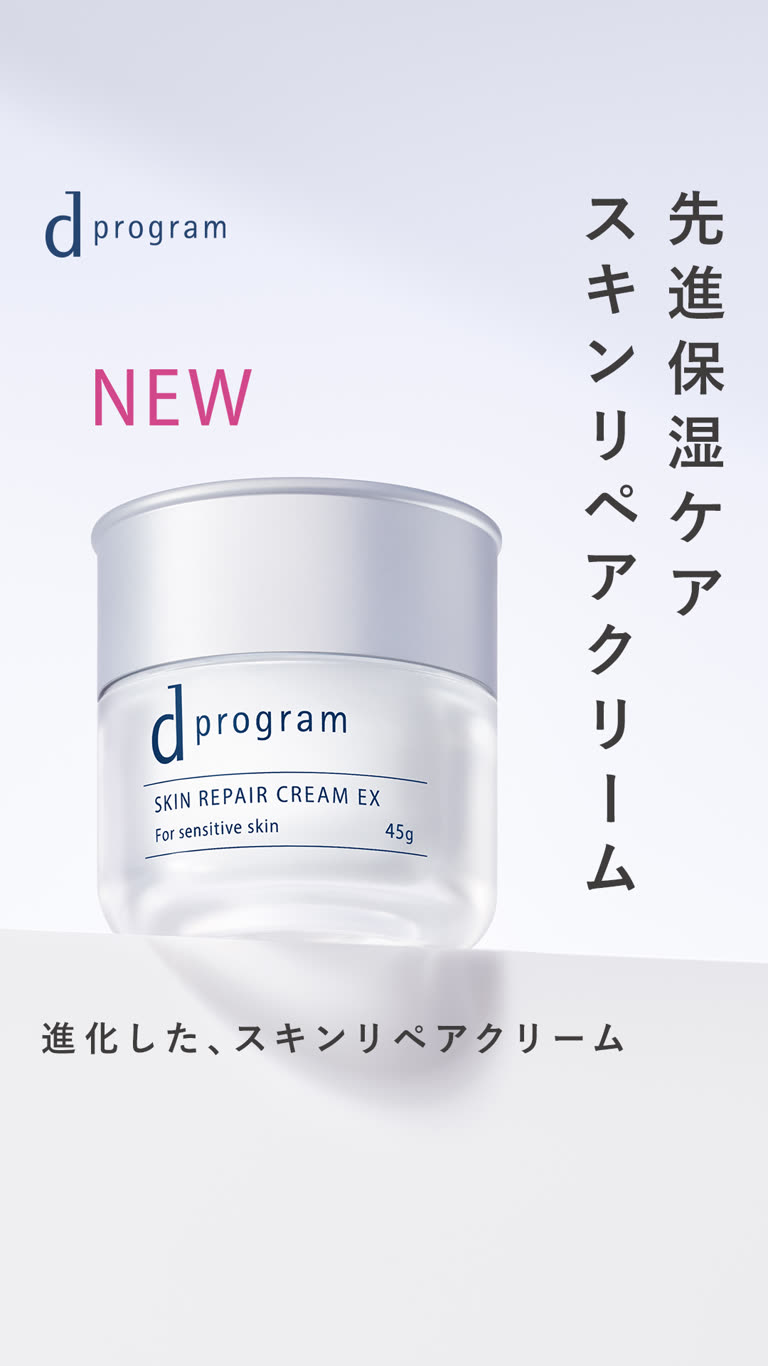 d program
先進保湿ケア
スキンリペアクリーム
NEW
d program
SKIN REPAIR CREAM EX
For sensitive skin 45g
進化した、スキンリペアクリーム